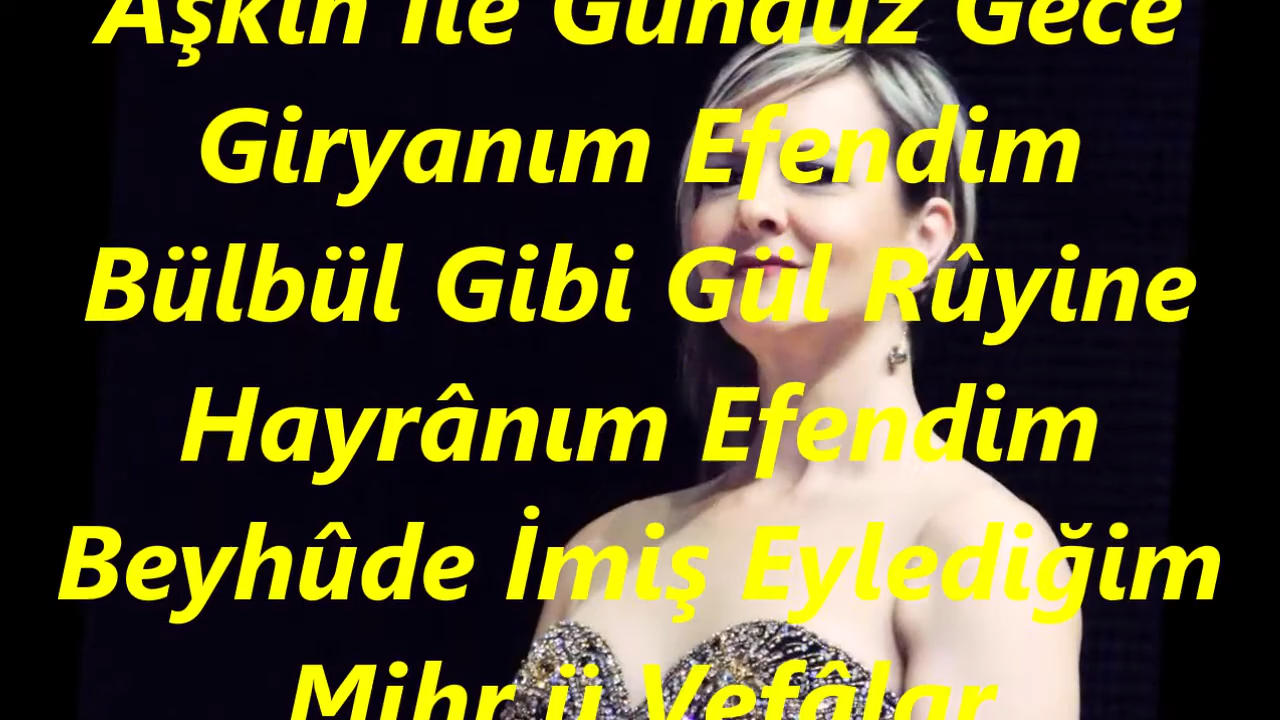 Aşkın İle Gündüz Gece
Giryanım Efendim
Bülbül Gibi Gül Rûyine
Hayrânım Efendim
Beyhûde İmiş Eylediğim
Mihr ü Vefâlar